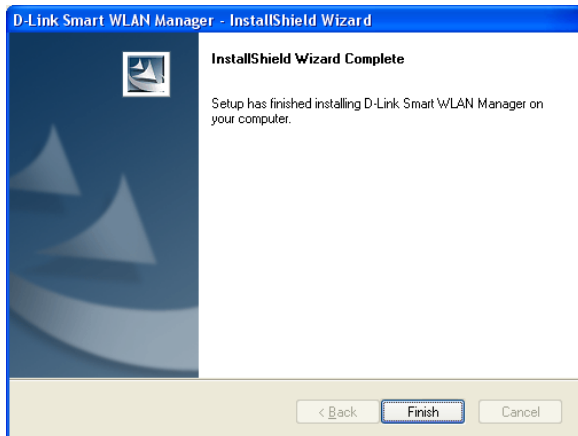 D-Link Smart WLAN Manager - InstallShield Wizard
InstallShield Wizard Complete
Setup has finished installing D-Link Smart WLAN Manager on
your computer.
< Back Finish Cancel